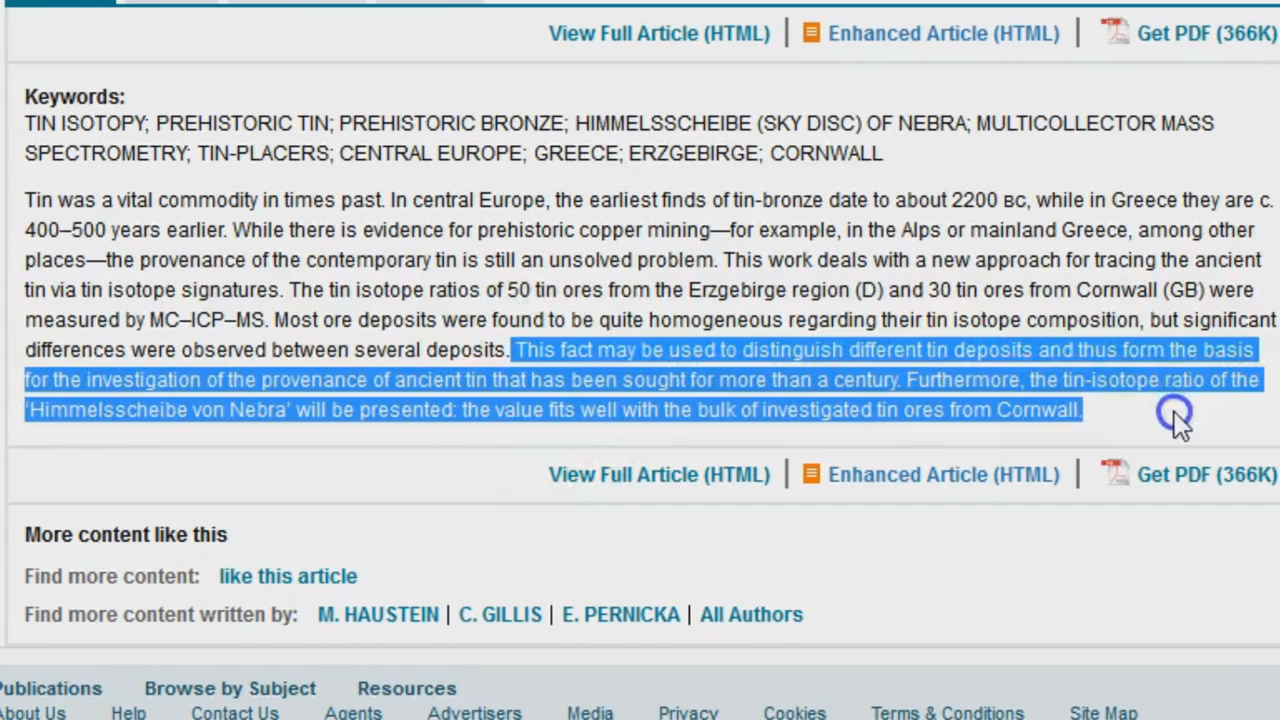 View Full Article (HTML) | Enhanced Article (HTML) | Get PDF (366K)
Keywords:
TIN ISOTOPY; PREHISTORIC TIN; PREHISTORIC BRONZE; HIMMELSSCHEIBE (SKY DISC) OF NEBRA; MULTICOLLECTOR MASS
SPECTROMETRY; TIN-PLACERS; CENTRAL EUROPE; GREECE; ERZGEBIRGE; CORNWALL
Tin was a vital commodity in times past. In central Europe, the earliest finds of tin-bronze date to about 2200 BC, while in Greece they are c.
400–500 years earlier. While there is evidence for prehistoric copper mining—for example, in the Alps or mainland Greece, among other
places—the provenance of the contemporary tin is still an unsolved problem. This work deals with a new approach for tracing the ancient
tin via tin isotope signatures. The tin isotope ratios of 50 tin ores from the Erzgebirge region (D) and 30 tin ores from Cornwall (GB) were
measured by MC–ICP–MS. Most ore deposits were found to be quite homogeneous regarding their tin isotope composition, but significant
differences were observed between several deposits. This fact may be used to distinguish different tin deposits and thus form the basis
for the investigation of the provenance of ancient tin that has been sought for more than a century. Furthermore, the tin-isotope ratio of the
‘Himmelsscheibe von Nebra’ will be presented: the value fits well with the bulk of investigated tin ores from Cornwall.
View Full Article (HTML) | Enhanced Article (HTML) | Get PDF (366K)
More content like this
Find more content: like this article
Find more content written by: M. HAUSTEIN | C. GILLIS | E. PERNICKA | All Authors
Publications Browse by Subject Resources
About Us Help Contact Us Agents Advertisers Media Privacy Cookies Terms & Conditions Site Map